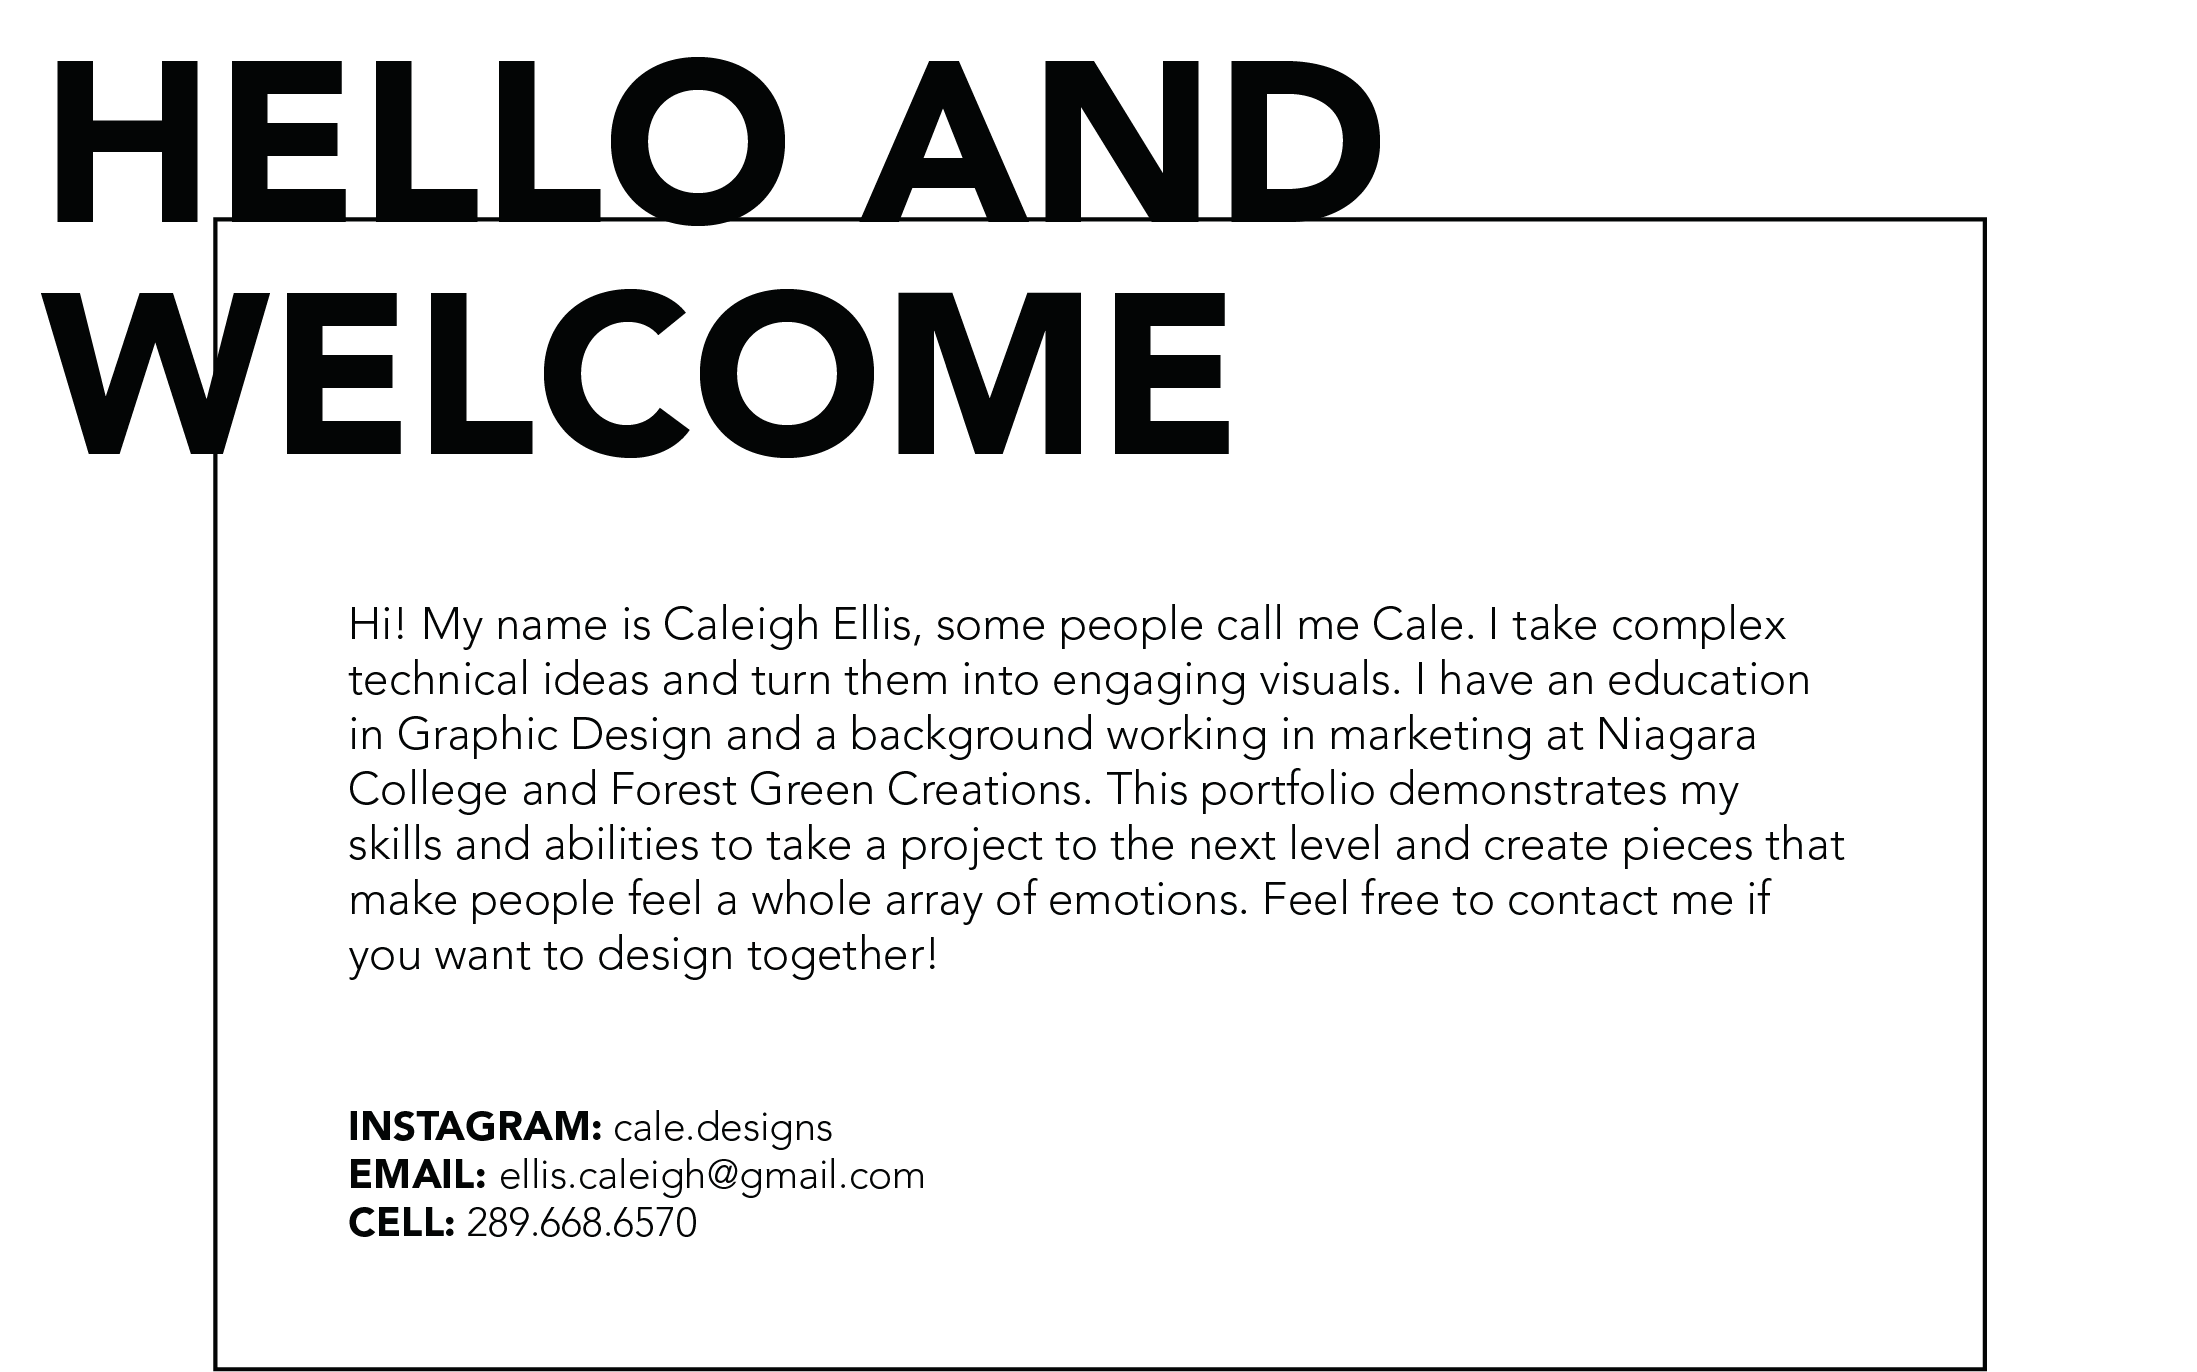 HELLO AND
WELCOME
Hi! My name is Caleigh Ellis, some people call me Cale. I take complex
technical ideas and turn them into engaging visuals. I have an education
in Graphic Design and a background working in marketing at Niagara
College and Forest Green Creations. This portfolio demonstrates my
skills and abilities to take a project to the next level and create pieces that
make people feel a whole array of emotions. Feel free to contact me if
you want to design together!
INSTAGRAM: cale.designs
EMAIL: ellis.caleigh@gmail.com
CELL: 289.668.6570